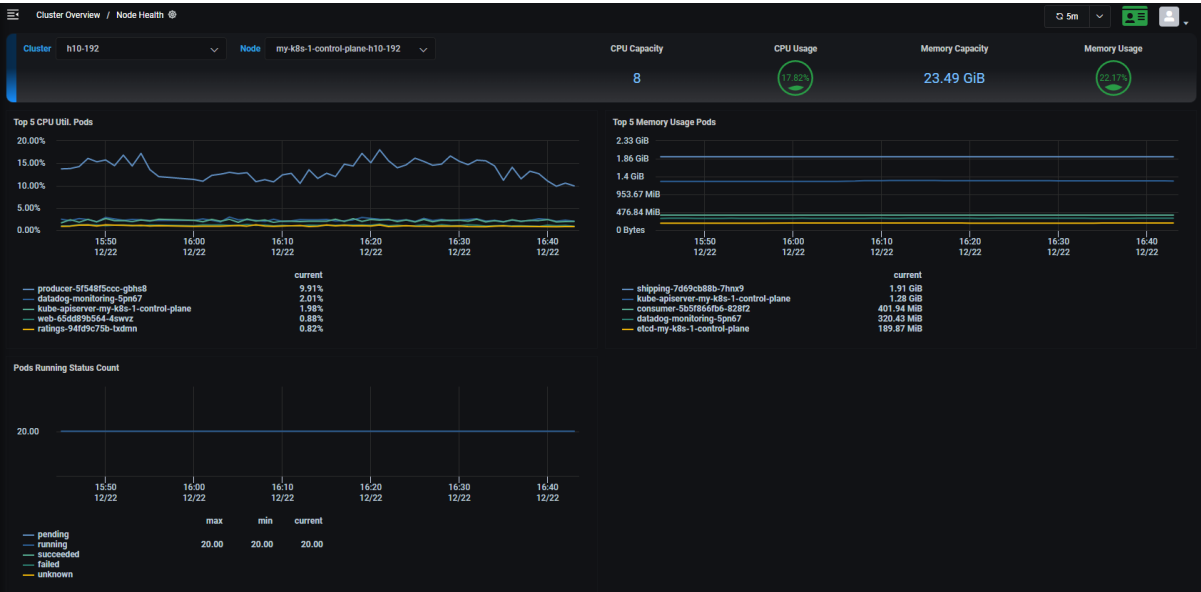 Cluster Overview / Node Health
5m
Cluster h10-192 Node my-k8s-1-control-plane-h10-192
CPU Capacity CPU Usage Memory Capacity Memory Usage
8 17.82% 23.49 GiB 22.17%
Top 5 CPU Util. Pods
20.00%
15.00%
10.00%
5.00%
0.00%
15:50 16:00 16:10 16:20 16:30 16:40
12/22 12/22 12/22 12/22 12/22 12/22
current
producer-5f548f5ccc-gbhs8 9.91%
datadog-monitoring-5pn67 2.01%
kube-apiserver-my-k8s-1-control-plane 1.98%
web-65dd89b564-4swvz 0.88%
ratings-94fd9c75b-txdmn 0.82%
Top 5 Memory Usage Pods
2.33 GiB
1.86 GiB
1.4 GiB
953.67 MiB
476.84 MiB
0 Bytes
15:50 16:00 16:10 16:20 16:30 16:40
12/22 12/22 12/22 12/22 12/22 12/22
current
shipping-7d69cb88b-7hnx9 1.91 GiB
kube-apiserver-my-k8s-1-control-plane 1.28 GiB
consumer-5b5f866fb6-828f2 401.94 MiB
datadog-monitoring-5pn67 320.43 MiB
etcd-my-k8s-1-control-plane 189.87 MiB
Pods Running Status Count
20.00
15:50 16:00 16:10 16:20 16:30 16:40
12/22 12/22 12/22 12/22 12/22 12/22
max min current
pending
running 20.00 20.00 20.00
succeeded
failed
unknown